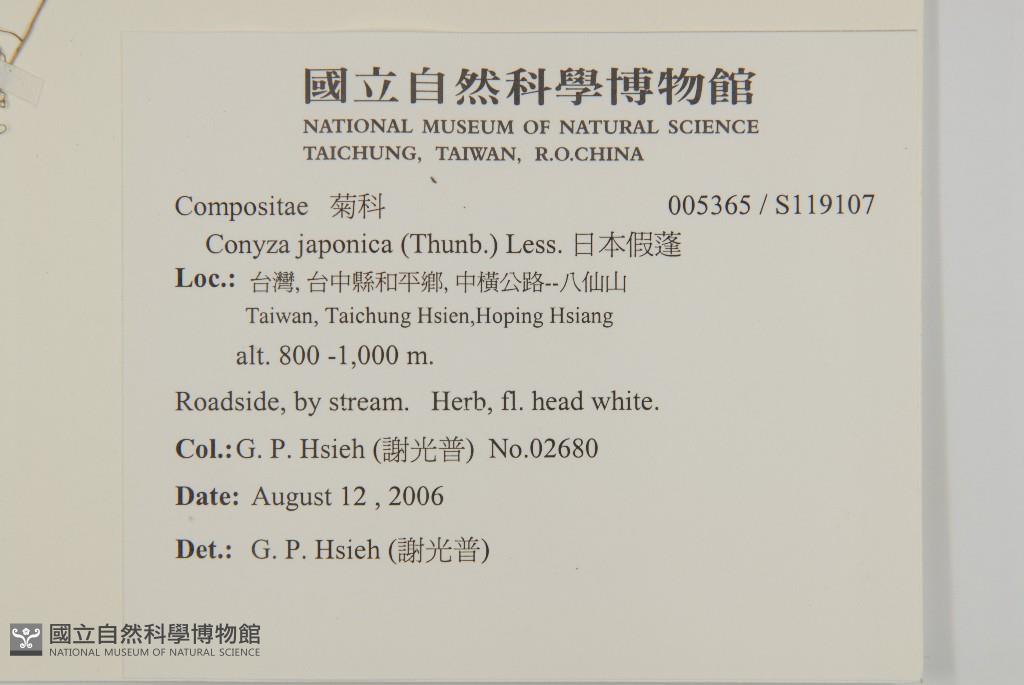 國立自然科學博物館
NATIONAL MUSEUM OF NATURAL SCIENCE
TAICHUNG, TAIWAN, R.O.CHINA
Compositae 菊科 005365 / S119107
Conyza japonica (Thunb.) Less. 日本假蓬
Loc.: 台灣, 台中縣和平鄉, 中橫公路--八仙山
Taiwan, Taichung Hsien,Hoping Hsiang
alt. 800 -1,000 m.
Roadside, by stream. Herb, fl. head white.
Col.:G. P. Hsieh (謝光普) No.02680
Date: August 12 , 2006
Det.: G. P. Hsieh (謝光普)
國立自然科學博物館
NATIONAL MUSEUM OF NATURAL SCIENCE